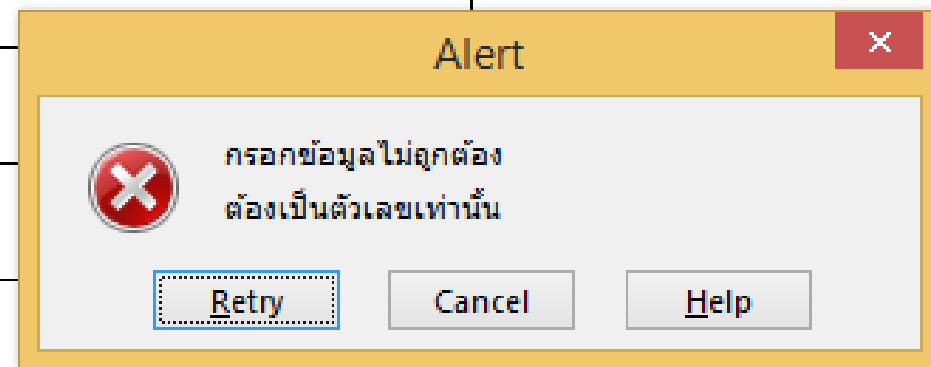 Alert
กรอกข้อมูลไม่ถูกต้อง
ต้องเป็นตัวเลขเท่านั้น
Retry Cancel Help